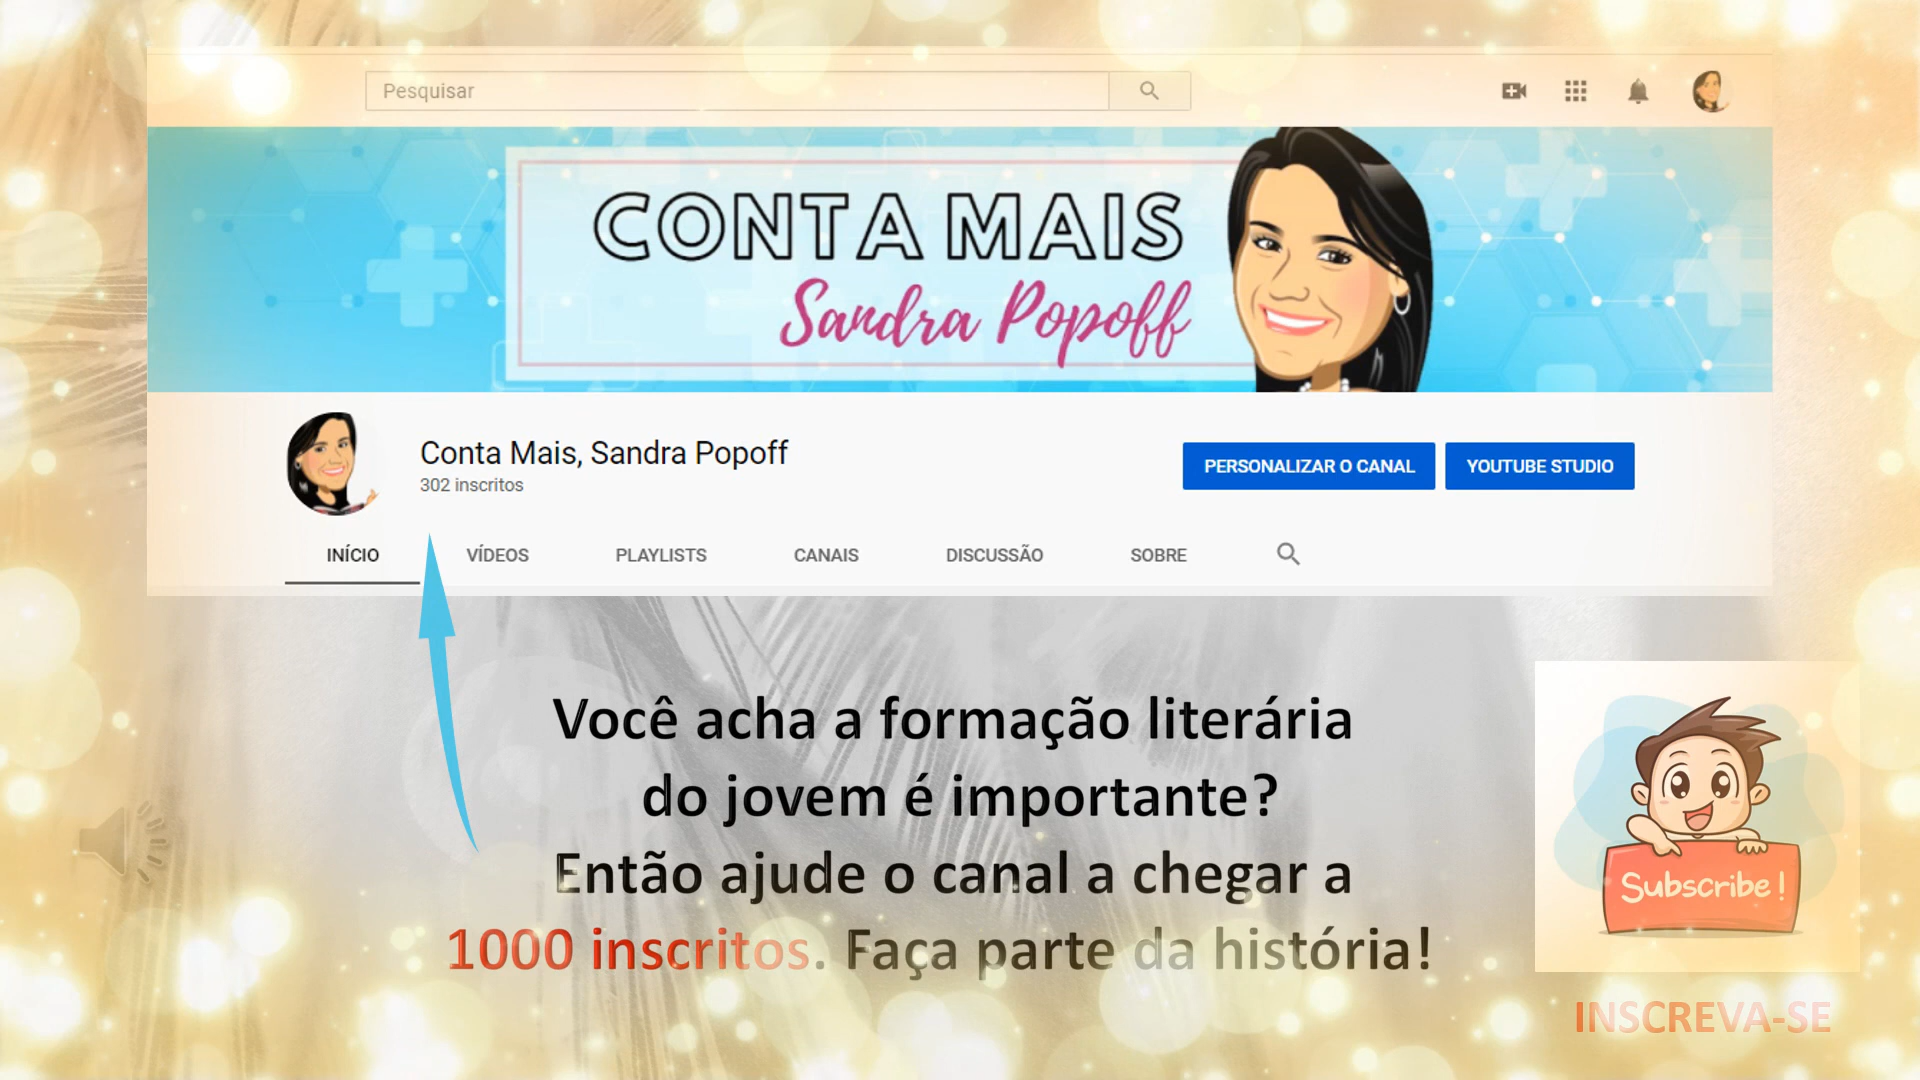 Pesquisar
CONTA MAIS
Sandra Popoff
Conta Mais, Sandra Popoff
302 inscritos
PERSONALIZAR O CANAL
YOUTUBE STUDIO
INÍCIO
VÍDEOS
PLAYLISTS
CANAIS
DISCUSSÃO
SOBRE
Você acha a formação literária
do jovem é importante?
Então ajude o canal a chegar a
1000 inscritos. Faça parte da história!
Subscribe!
INSCREVA-SE